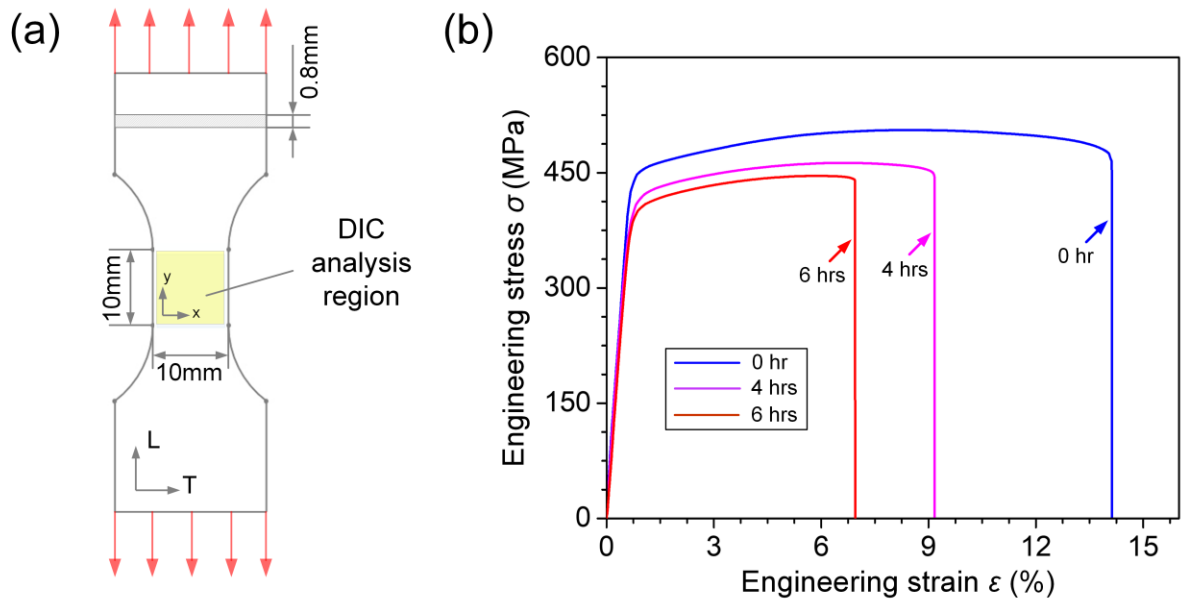 (a)
0.8mm
10mm
y
x
10mm
DIC
analysis
region
L
T
(b)
Engineering stress σ (MPa)
600
450
300
150
0
0
3
6
9
12
15
Engineering strain ε (%)
6 hrs
4 hrs
0 hr
0 hr
4 hrs
6 hrs